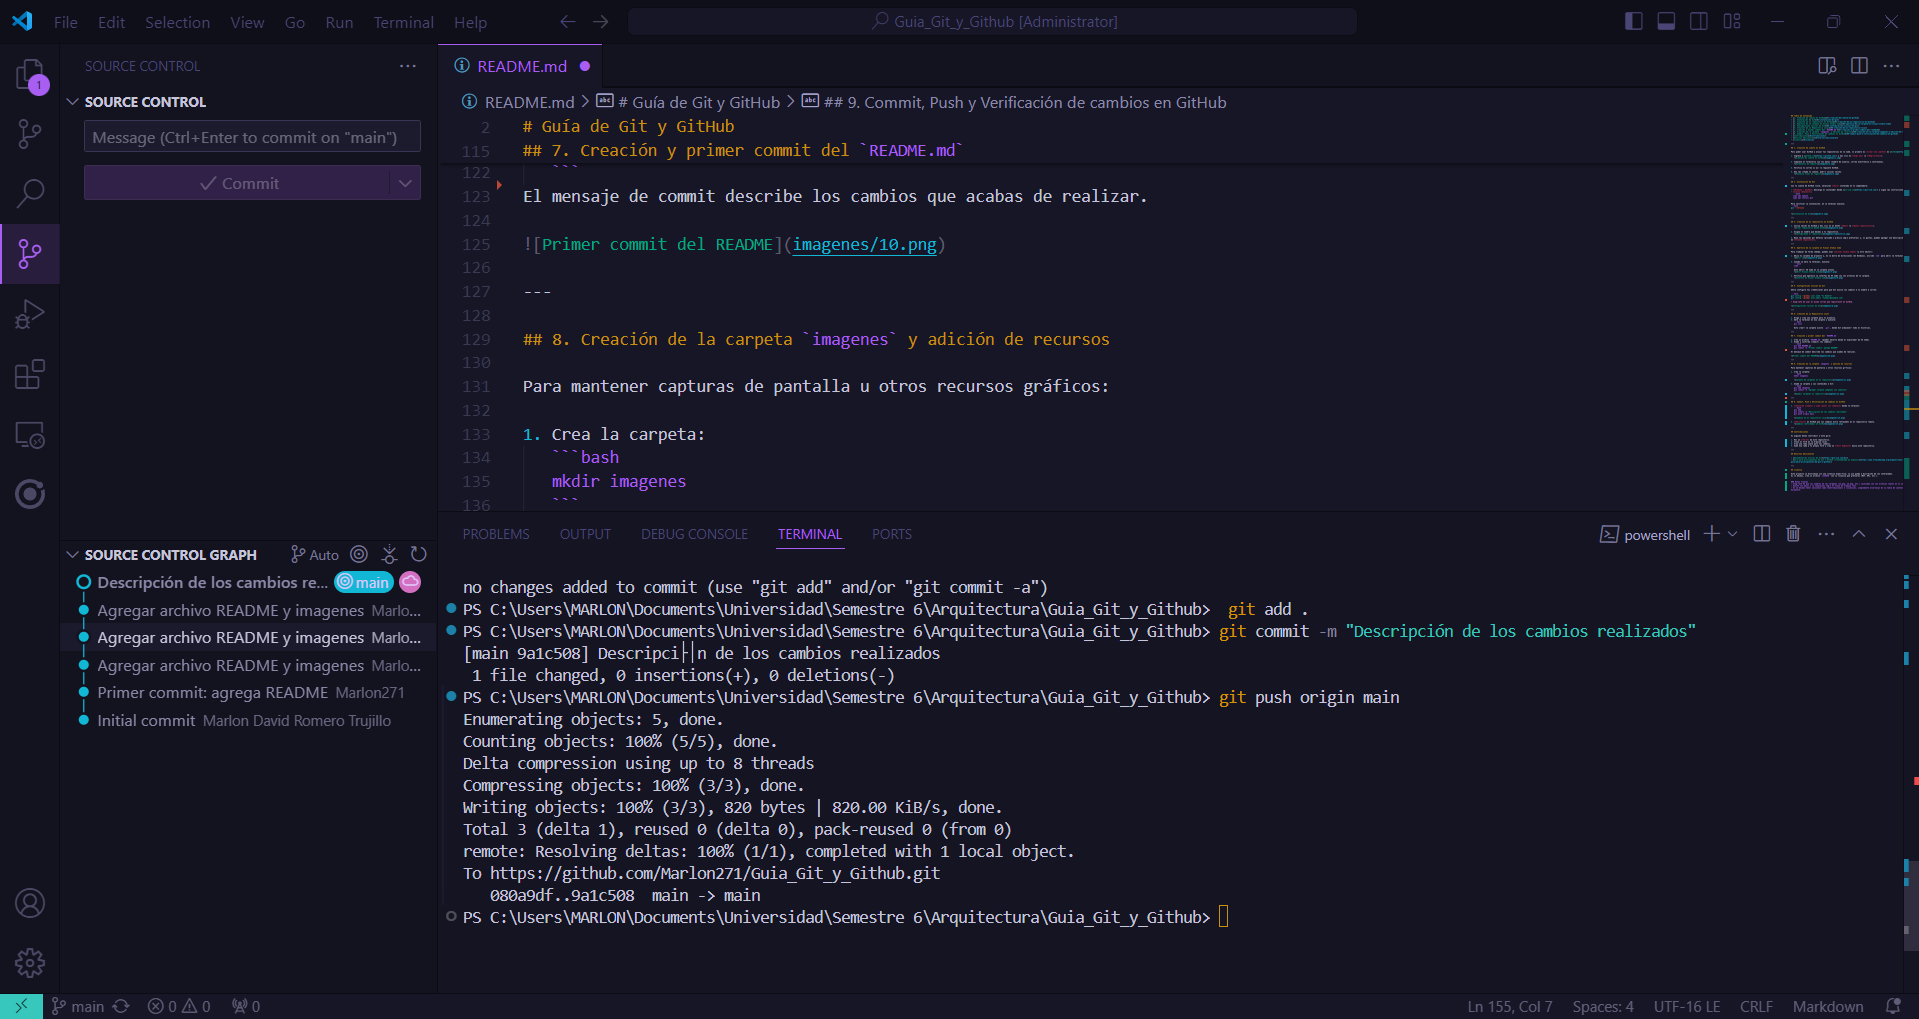 File Edit Selection View Go Run Terminal Help
Guia_Git_y_Github [Administrator]
1
SOURCE CONTROL
SOURCE CONTROL
Message (Ctrl+Enter to commit on "main")
Commit
SOURCE CONTROL GRAPH Auto
Descripción de los cambios re... main
Agregar archivo README y imagenes Marlon...
Agregar archivo README y imagenes Marlo...
Agregar archivo README y imagenes Marlo...
Primer commit: agrega README Marlon271
Initial commit Marlon David Romero Trujillo
README.md
README.md > # Guía de Git y GitHub > ## 9. Commit, Push y Verificación de cambios en GitHub
2 # Guía de Git y GitHub
115 ## 7. Creación y primer commit del `README.md`
122 ```
123 El mensaje de commit describe los cambios que acabas de realizar.
124
125 ![Primer commit del README](imagenes/10.png)
126
127 ---
128
129 ## 8. Creación de la carpeta `imagenes` y adición de recursos
130
131 Para mantener capturas de pantalla u otros recursos gráficos:
132
133 1. Crea la carpeta:
134 ```bash
135 mkdir imagenes
136 ```
PROBLEMS OUTPUT DEBUG CONSOLE TERMINAL PORTS
powershell
no changes added to commit (use "git add" and/or "git commit -a")
PS C:\Users\MARLON\Documents\Universidad\Semestre 6\Arquitectura\Guia_Git_y_Github> git add .
PS C:\Users\MARLON\Documents\Universidad\Semestre 6\Arquitectura\Guia_Git_y_Github> git commit -m "Descripción de los cambios realizados"
[main 9a1c508] Descripci├│n de los cambios realizados
1 file changed, 0 insertions(+), 0 deletions(-)
PS C:\Users\MARLON\Documents\Universidad\Semestre 6\Arquitectura\Guia_Git_y_Github> git push origin main
Enumerating objects: 5, done.
Counting objects: 100% (5/5), done.
Delta compression using up to 8 threads
Compressing objects: 100% (3/3), done.
Writing objects: 100% (3/3), 820 bytes | 820.00 KiB/s, done.
Total 3 (delta 1), reused 0 (delta 0), pack-reused 0 (from 0)
remote: Resolving deltas: 100% (1/1), completed with 1 local object.
To https://github.com/Marlon271/Guia_Git_y_Github.git
080a9df..9a1c508 main -> main
PS C:\Users\MARLON\Documents\Universidad\Semestre 6\Arquitectura\Guia_Git_y_Github>
main 0 0 0
Ln 155, Col 7 Spaces: 4 UTF-16 LE CRLF Markdown